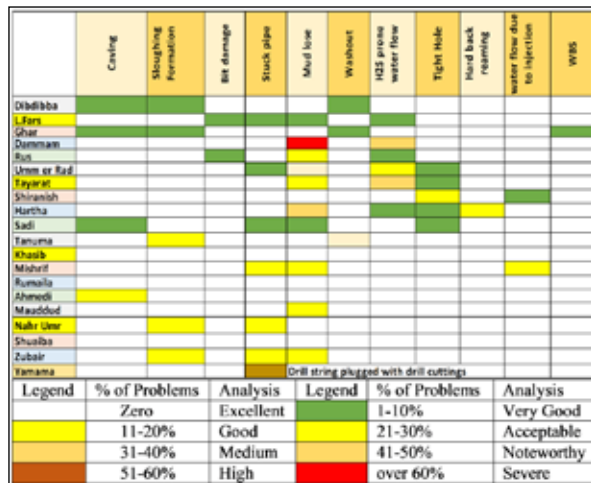 Caving Sloughing Formation Bit damage Stuck pipe Mud lose Washout H2S prone water flow Tight Hole Hard back reaming water flow due to injection WBS
Dibdibba
L.Fars
Ghar
Dammam
Rus
Umm er Rad
Tayarat
Shiranish
Hartha
Sadi
Tanuma
Khasib
Mishrif
Rumaila
Ahmedi
Mauddud
Nahr Umr
Shuaiba
Zubair
Yamama Drill string plugged with drill cuttings
Legend % of Problems Analysis Legend % of Problems Analysis
Zero Excellent 1-10% Very Good
11-20% Good 21-30% Acceptable
31-40% Medium 41-50% Noteworthy
51-60% High over 60% Severe